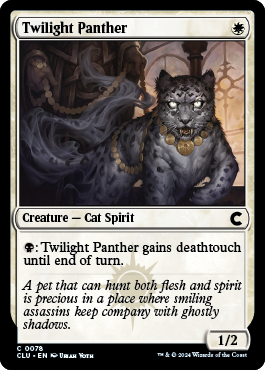 Twilight Panther
Creature — Cat Spirit
: Twilight Panther gains deathtouch
until end of turn.
A pet that can hunt both flesh and spirit
is precious in a place where smiling
assassins keep company with ghostly
shadows.
1/2
C 0078
CLU • EN Uriah Voth
™ & © 2024 Wizards of the Coast